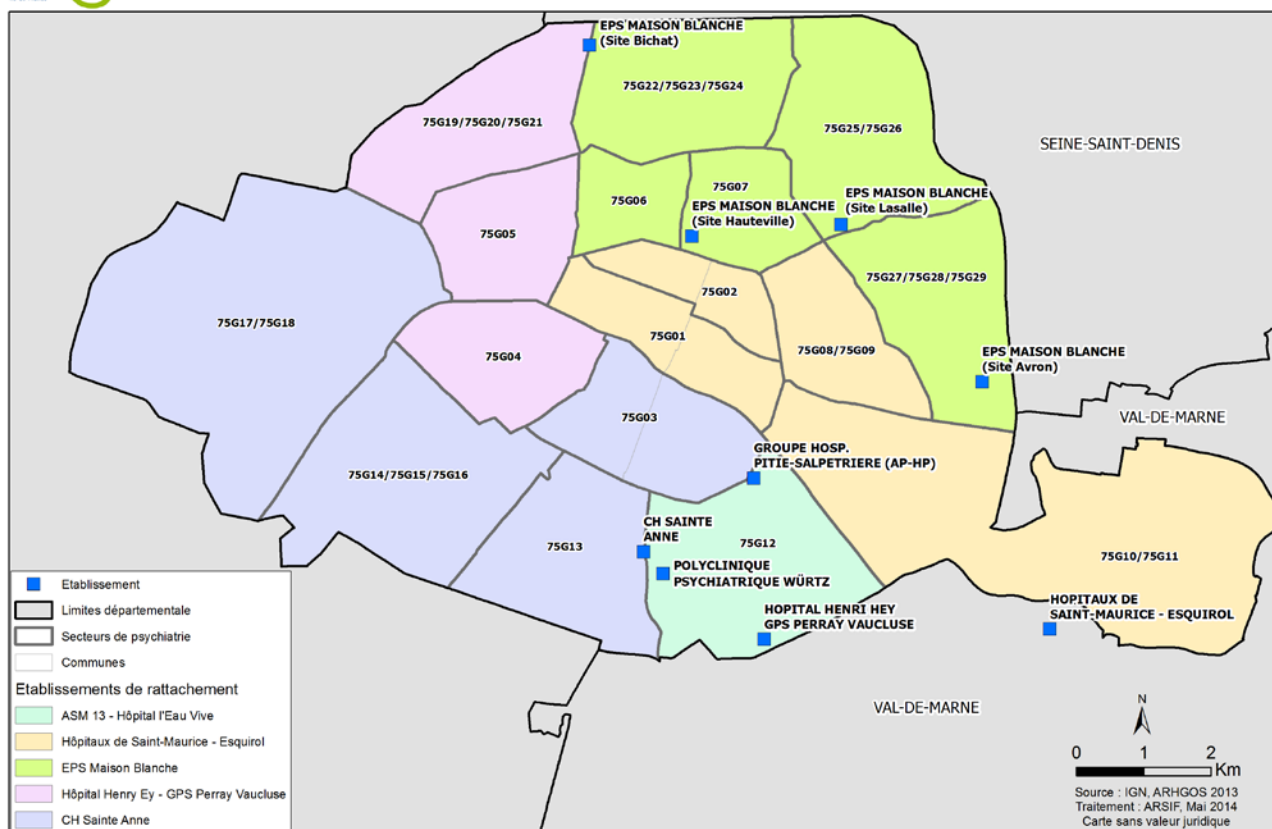 EPS MAISON BLANCHE
(Site Bichat)
75G22/75G23/75G24
75G19/75G20/75G21
75G25/75G26
SEINE-SAINT-DENIS
75G07
75G06
EPS MAISON BLANCHE
(Site Hauteville)
EPS MAISON BLANCHE
(Site Lasalle)
75G05
75G27/75G28/75G29
75G02
75G17/75G18
75G01
75G08/75G09
75G04
EPS MAISON BLANCHE
(Site Avron)
75G03
VAL-DE-MARNE
GROUPE HOSP.
PITIE-SALPETRIERE (AP-HP)
75G14/75G15/75G16
CH SAINTE
ANNE
75G13
75G12
75G10/75G11
POLYCLINIQUE
PSYCHIATRIQUE WÜRTZ
HOPITAL HENRI HEY
GPS PERRAY VAUCLUSE
HOPITAUX DE
SAINT-MAURICE - ESQUIROL
VAL-DE-MARNE
Etablissement
Limites départementale
Secteurs de psychiatrie
Communes
Etablissements de rattachement
ASM 13 - Hôpital l'Eau Vive
Hôpitaux de Saint-Maurice - Esquirol
EPS Maison Blanche
Hôpital Henry Ey - GPS Perray Vaucluse
CH Sainte Anne
N
0 1 2
Km
Source : IGN, ARHGOS 2013
Traitement : ARSIF, Mai 2014
Carte sans valeur juridique